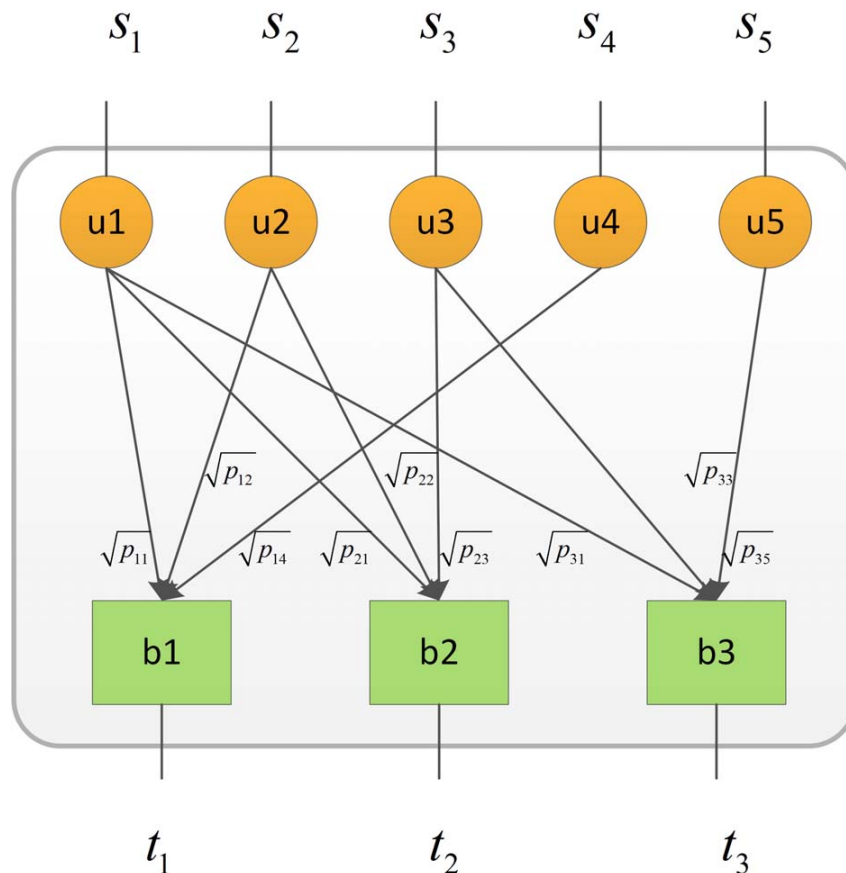 s₁ s₂ s₃ s₄ s₅
u1 u2 u3 u4 u5
√p₁₂ √p₂₂ √p₃₃
√p₁₁ √p₁₄ √p₂₁ √p₂₃ √p₃₁ √p₃₅
b1 b2 b3
t₁ t₂ t₃